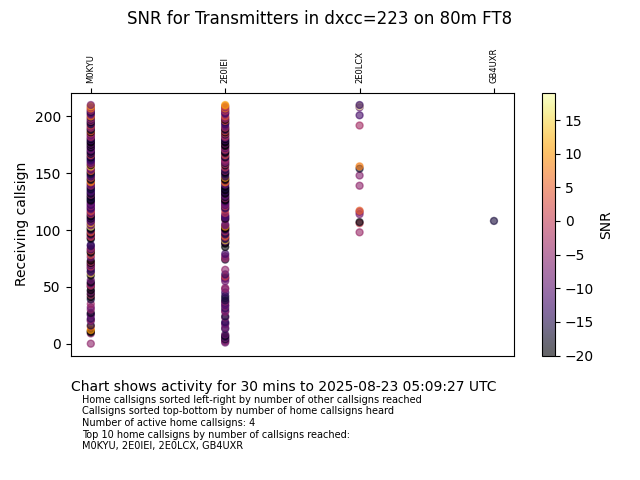 SNR for Transmitters in dxcc=223 on 80m FT8
M0KYU
2E0IEI
2E0LCX
GB4UXR
200
150
100
50
0
Receiving callsign
15
10
5
0
−5
−10
−15
−20
SNR
Chart shows activity for 30 mins to 2025-08-23 05:09:27 UTC
Home callsigns sorted left-right by number of other callsigns reached
Callsigns sorted top-bottom by number of home callsigns heard
Number of active home callsigns: 4
Top 10 home callsigns by number of callsigns reached:
M0KYU, 2E0IEI, 2E0LCX, GB4UXR